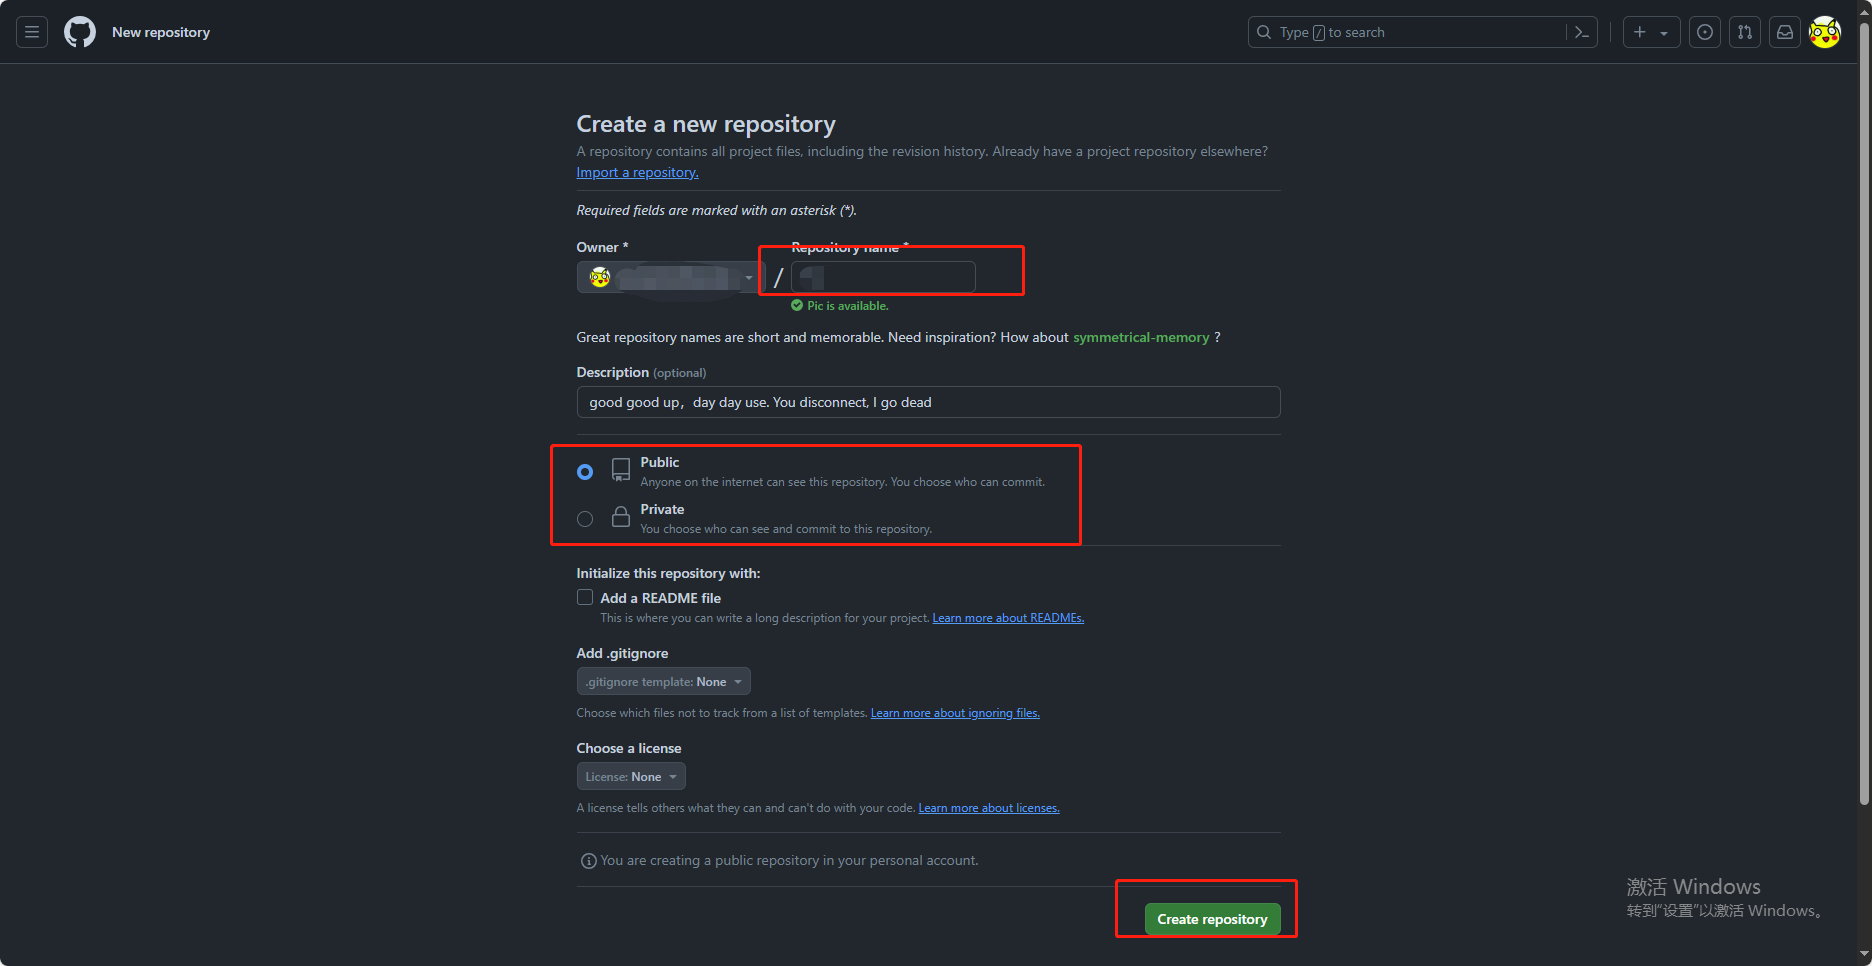 New repository
Type / to search
Create a new repository
A repository contains all project files, including the revision history. Already have a project repository elsewhere?
Import a repository.
Required fields are marked with an asterisk (*).
Owner *
Repository name *
/
Pic is available.
Great repository names are short and memorable. Need inspiration? How about symmetrical-memory ?
Description (optional)
good good up，day day use. You disconnect, I go dead
Public
Anyone on the internet can see this repository. You choose who can commit.
Private
You choose who can see and commit to this repository.
Initialize this repository with:
Add a README file
This is where you can write a long description for your project. Learn more about READMEs.
Add .gitignore
.gitignore template: None
Choose which files not to track from a list of templates. Learn more about ignoring files.
Choose a license
License: None
A license tells others what they can and can't do with your code. Learn more about licenses.
You are creating a public repository in your personal account.
Create repository
激活 Windows
转到“设置”以激活 Windows。